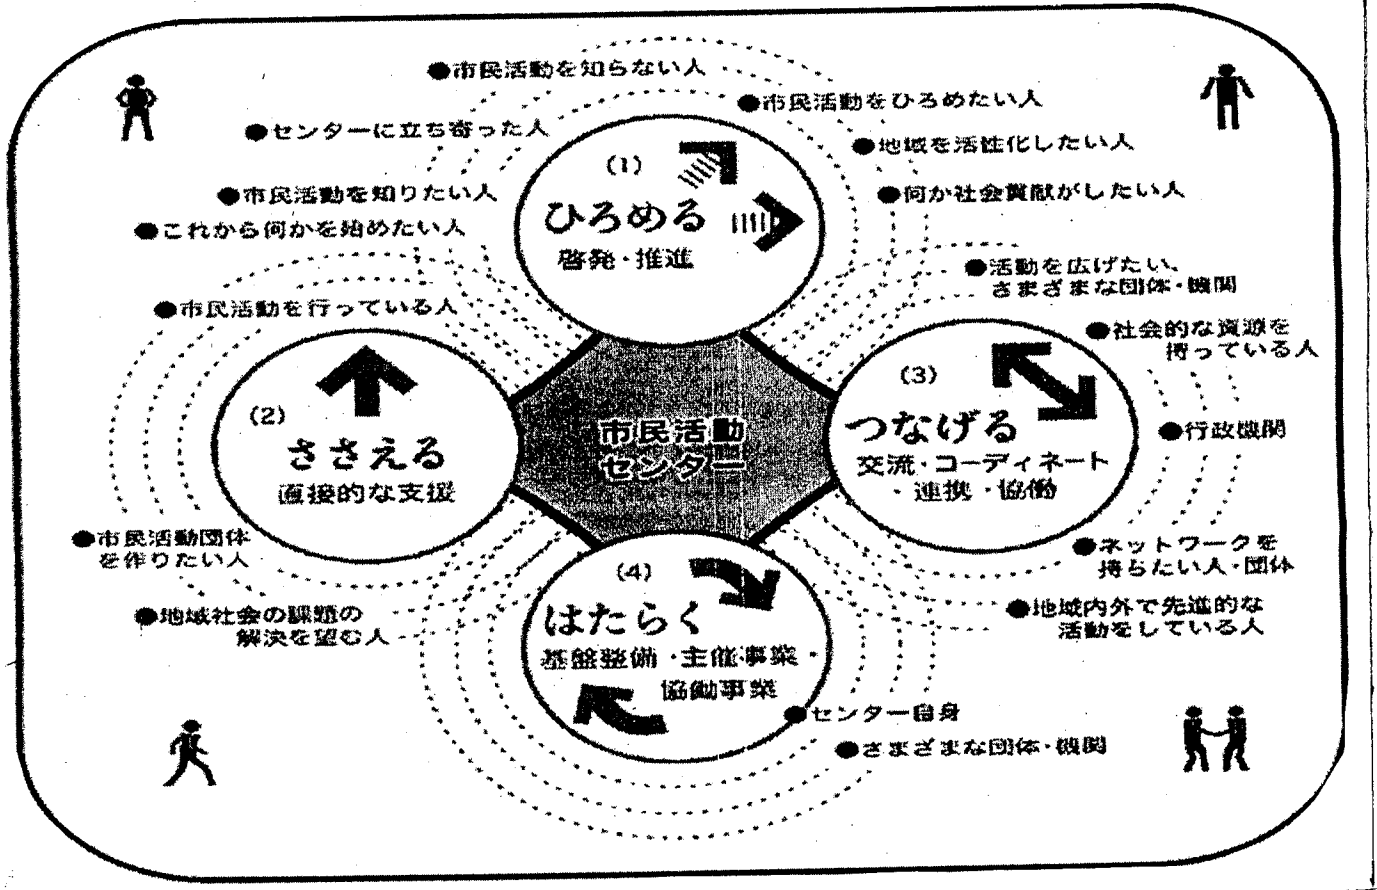 ●市民活動を知らない人
●市民活動をひろめたい人
●センターに立ち寄った人
●地域を活性化したい人
●市民活動を知りたい人
●何か社会貢献がしたい人
●これから何かを始めたい人
(1)
ひろめる
啓発・推進
●活動を広げたい、
さまざまな団体・機関
●市民活動を行っている人
●社会的な資源を
持っている人
(2)
ささえる
直接的な支援
市民活動
センター
(3)
つなげる
交流・コーディネート
・連携・協働
●行政機関
●市民活動団体
を作りたい人
●ネットワークを
持ちたい人・団体
●地域社会の課題の
解決を望む人
●地域内外で先進的な
活動をしている人
(4)
はたらく
基盤整備・主催事業・
協働事業
●センター自身
●さまざまな団体・機関